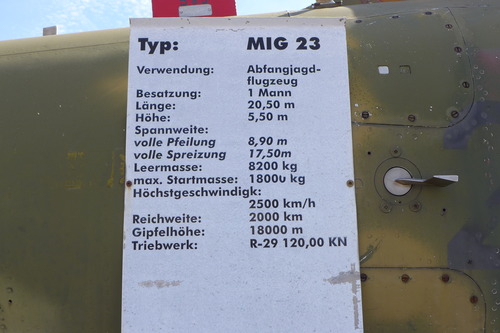 Typ: MIG 23
Verwendung: Abfangjagd-
flugzeug
Besatzung: 1 Mann
Länge: 20,50 m
Höhe: 5,50 m
Spannweite:
volle Pfeilung 8,90 m
volle Spreizung 17,50m
Leermasse: 8200 kg
max. Startmasse: 18000 kg
Höchstgeschwindigk:
2500 km/h
Reichweite: 2000 km
Gipfelhöhe: 18000 m
Triebwerk: R-29 120,00 KN